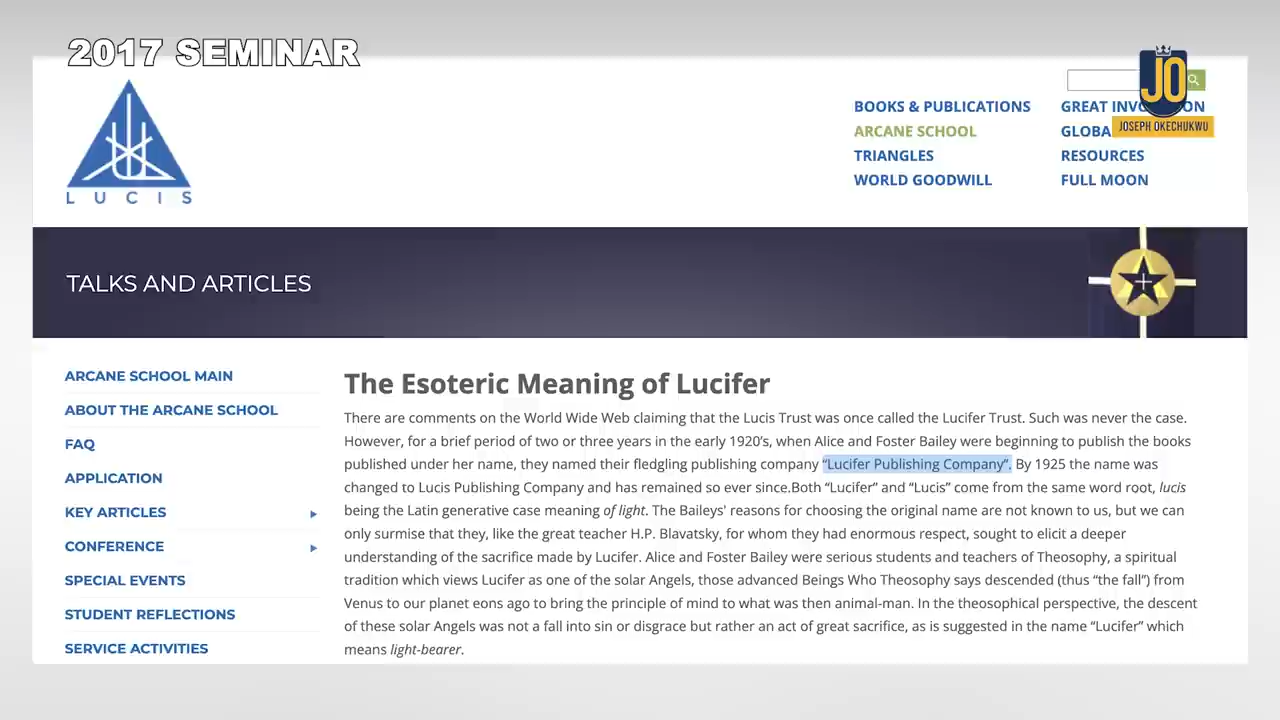 2017 SEMINAR
LUCIS
BOOKS & PUBLICATIONS
ARCANE SCHOOL
TRIANGLES
WORLD GOODWILL
GREAT
RESOURCES
FULL MOON
JO
JOSEPH OKECHUKWU
TALKS AND ARTICLES
ARCANE SCHOOL MAIN
ABOUT THE ARCANE SCHOOL
FAQ
APPLICATION
KEY ARTICLES
CONFERENCE
SPECIAL EVENTS
STUDENT REFLECTIONS
SERVICE ACTIVITIES
The Esoteric Meaning of Lucifer
There are comments on the World Wide Web claiming that the Lucis Trust was once called the Lucifer Trust. Such was never the case.
However, for a brief period of two or three years in the early 1920's, when Alice and Foster Bailey were beginning to publish the books
published under her name, they named their fledgling publishing company “Lucifer Publishing Company”. By 1925 the name was
changed to Lucis Publishing Company and has remained so ever since.Both “Lucifer” and “Lucis” come from the same word root, lucis
being the Latin generative case meaning of light. The Baileys' reasons for choosing the original name are not known to us, but we can
only surmise that they, like the great teacher H.P. Blavatsky, for whom they had enormous respect, sought to elicit a deeper
understanding of the sacrifice made by Lucifer. Alice and Foster Bailey were serious students and teachers of Theosophy, a spiritual
tradition which views Lucifer as one of the solar Angels, those advanced Beings Who Theosophy says descended (thus “the fall”) from
Venus to our planet eons ago to bring the principle of mind to what was then animal-man. In the theosophical perspective, the descent
of these solar Angels was not a fall into sin or disgrace but rather an act of great sacrifice, as is suggested in the name “Lucifer” which
means light-bearer.